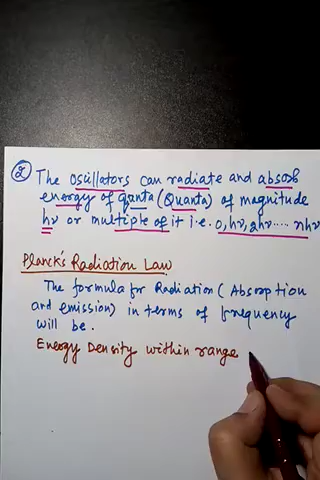 ② The oscillators can radiate and absorb
energy of qanta (Quanta) of magnitude
hν or multiple of it i.e. 0, hν, 2hν .... nhν
Planck's Radiation Law
The formula for Radiation ( Absorption
and emission) in terms of frequency
will be.
Energy Density within range